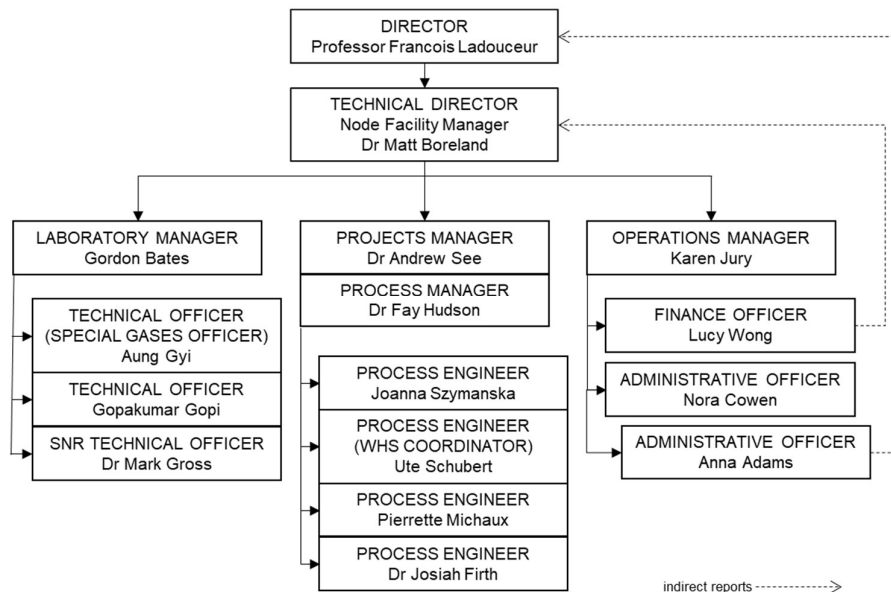 DIRECTOR
Professor Francois Ladouceur
TECHNICAL DIRECTOR
Node Facility Manager
Dr Matt Boreland
LABORATORY MANAGER
Gordon Bates
TECHNICAL OFFICER
(SPECIAL GASES OFFICER)
Aung Gyi
TECHNICAL OFFICER
Gopakumar Gopi
SNR TECHNICAL OFFICER
Dr Mark Gross
PROJECTS MANAGER
Dr Andrew See
PROCESS MANAGER
Dr Fay Hudson
PROCESS ENGINEER
Joanna Szymanska
PROCESS ENGINEER
(WHS COORDINATOR)
Ute Schubert
PROCESS ENGINEER
Pierrette Michaux
PROCESS ENGINEER
Dr Josiah Firth
OPERATIONS MANAGER
Karen Jury
FINANCE OFFICER
Lucy Wong
ADMINISTRATIVE OFFICER
Nora Cowen
ADMINISTRATIVE OFFICER
Anna Adams
indirect reports